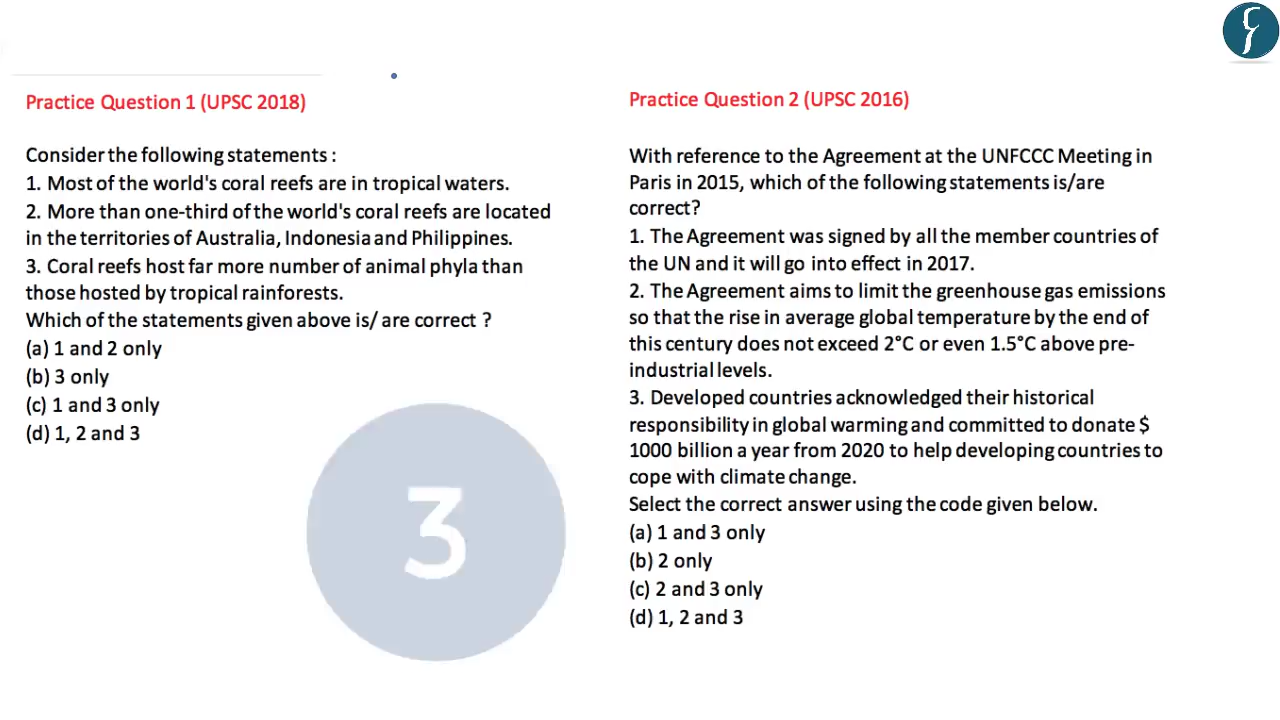 Practice Question 1 (UPSC 2018)
Consider the following statements :
1. Most of the world's coral reefs are in tropical waters.
2. More than one-third of the world's coral reefs are located
in the territories of Australia, Indonesia and Philippines.
3. Coral reefs host far more number of animal phyla than
those hosted by tropical rainforests.
Which of the statements given above is/ are correct ?
(a) 1 and 2 only
(b) 3 only
(c) 1 and 3 only
(d) 1, 2 and 3
3
Practice Question 2 (UPSC 2016)
With reference to the Agreement at the UNFCCC Meeting in
Paris in 2015, which of the following statements is/are
correct?
1. The Agreement was signed by all the member countries of
the UN and it will go into effect in 2017.
2. The Agreement aims to limit the greenhouse gas emissions
so that the rise in average global temperature by the end of
this century does not exceed 2°C or even 1.5°C above pre-
industrial levels.
3. Developed countries acknowledged their historical
responsibility in global warming and committed to donate $
1000 billion a year from 2020 to help developing countries to
cope with climate change.
Select the correct answer using the code given below.
(a) 1 and 3 only
(b) 2 only
(c) 2 and 3 only
(d) 1, 2 and 3